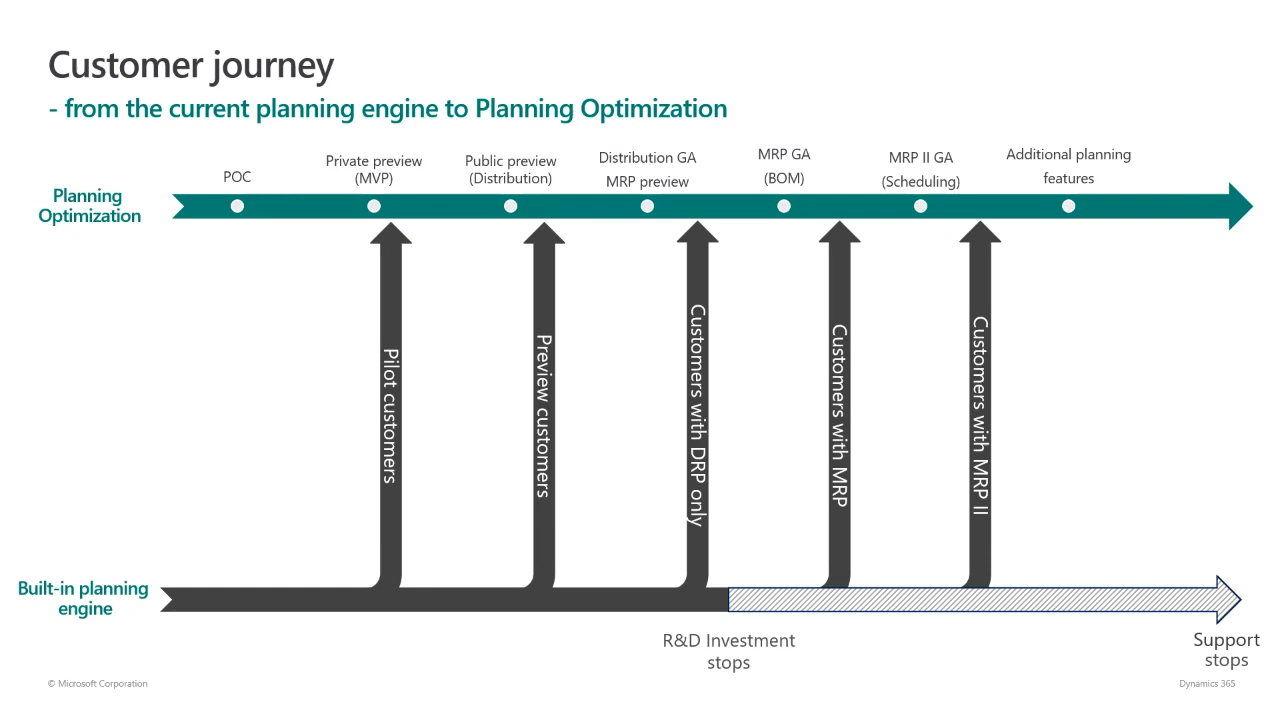 Customer journey
- from the current planning engine to Planning Optimization
Planning
Optimization
POC
Private preview
(MVP)
Public preview
(Distribution)
Distribution GA
MRP preview
MRP GA
(BOM)
MRP II GA
(Scheduling)
Additional planning
features
Pilot customers
Preview customers
Customers with DRP only
Customers with MRP
Customers with MRP II
Built-in planning
engine
R&D Investment
stops
Support
stops
© Microsoft Corporation
Dynamics 365